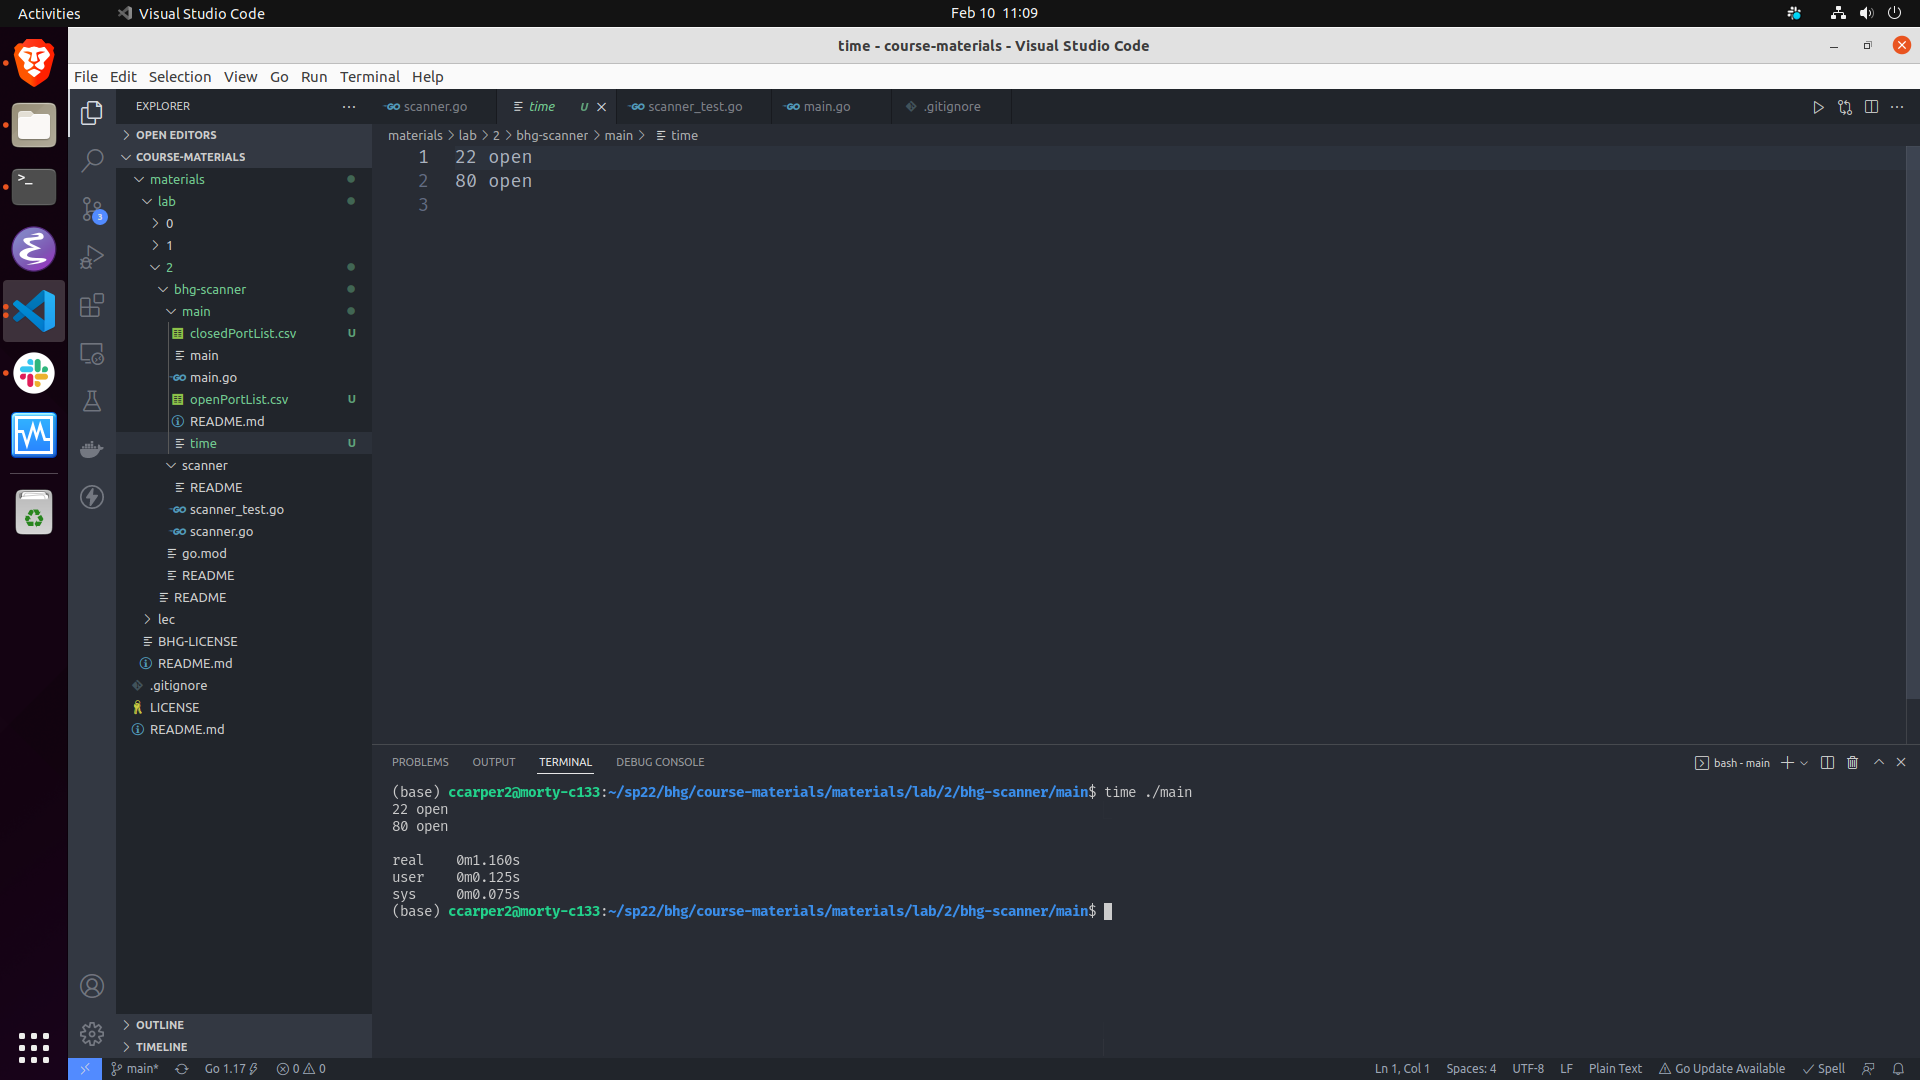 Activities Visual Studio Code Feb 10 11:09
time - course-materials - Visual Studio Code
File Edit Selection View Go Run Terminal Help
EXPLORER
scanner.go time U scanner_test.go main.go .gitignore
OPEN EDITORS
materials lab 2 bhg-scanner main time
COURSE-MATERIALS
materials
lab
0
1
2
bhg-scanner
main
closedPortList.csv U
main
main.go
openPortList.csv U
README.md
time U
scanner
README
scanner_test.go
scanner.go
go.mod
README
README
lec
BHG-LICENSE
README.md
.gitignore
LICENSE
README.md
OUTLINE
TIMELINE
3
1 22 open
2 80 open
3
PROBLEMS OUTPUT TERMINAL DEBUG CONSOLE bash - main
(base) ccarper2@morty-c133:~/sp22/bhg/course-materials/materials/lab/2/bhg-scanner/main$ time ./main
22 open
80 open
real 0m1.160s
user 0m0.125s
sys 0m0.075s
(base) ccarper2@morty-c133:~/sp22/bhg/course-materials/materials/lab/2/bhg-scanner/main$
main* Go 1.17 0 0 Ln 1, Col 1 Spaces: 4 UTF-8 LF Plain Text Go Update Available Spell